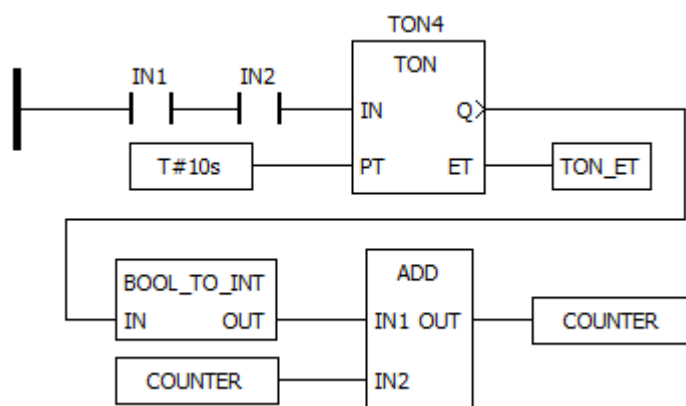 TON4
IN1 IN2 TON
IN Q
T#10s PT ET TON_ET
BOOL_TO_INT ADD
IN OUT IN1 OUT COUNTER
COUNTER IN2